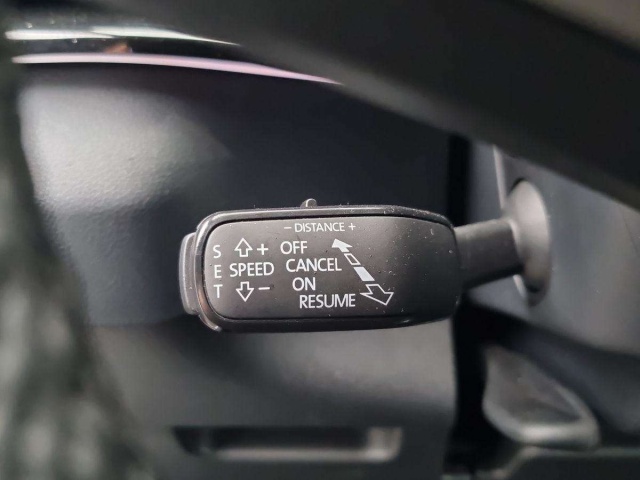 − DISTANCE +
S + OFF
E SPEED CANCEL
T − ON
RESUME